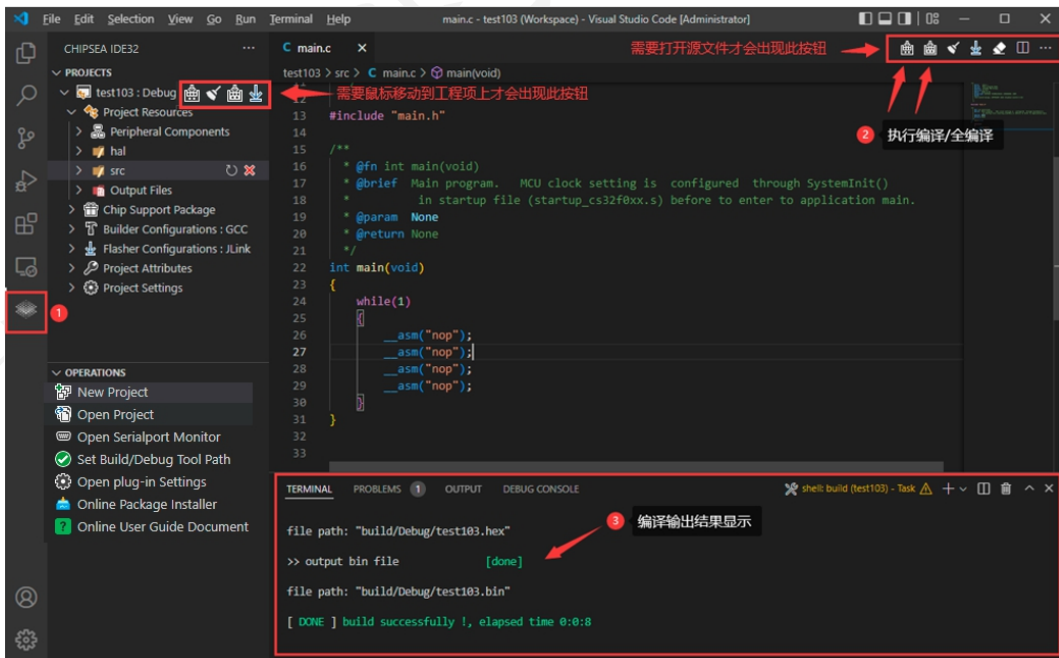 File Edit Selection View Go Run Terminal Help main.c - test103 (Workspace) - Visual Studio Code [Administrator]
CHIPSEA IDE32 ...
PROJECTS
test103 : Debug
Project Resources
Peripheral Components
hal
src
Output Files
Chip Support Package
Builder Configurations : GCC
Flasher Configurations : JLink
Project Attributes
Project Settings
1
OPERATIONS
New Project
Open Project
Open Serialport Monitor
Set Build/Debug Tool Path
Open plug-in Settings
Online Package Installer
? Online User Guide Document
C main.c ×
需要打开源文件才会出现此按钮
test103 > src > C main.c > main(void)
需要鼠标移动到工程项上才会出现此按钮
2 执行编译/全编译
12
13 #include "main.h"
14
15 /**
16 * @fn int main(void)
17 * @brief Main program. MCU clock setting is configured through SystemInit()
18 * in startup file (startup_cs32f0xx.s) before to enter to application main.
19 * @param None
20 * @return None
21 */
22 int main(void)
23 {
24 while(1)
25 {
26 __asm("nop");
27 __asm("nop");
28 __asm("nop");
29 __asm("nop");
30 }
31 }
32
33
TERMINAL PROBLEMS 1 OUTPUT DEBUG CONSOLE shell: build (test103) - Task
file path: "build/Debug/test103.hex"
3 编译输出结果显示
>> output bin file [done]
file path: "build/Debug/test103.bin"
[ DONE ] build successfully !, elapsed time 0:0:8